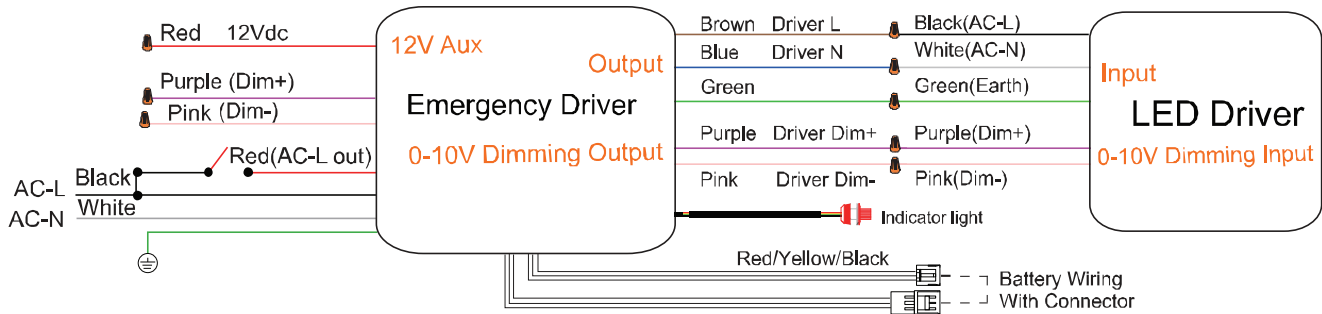 Red 12Vdc
Purple (Dim+)
Pink (Dim-)
Red(AC-L out)
Black
AC-L
White
AC-N
12V Aux
Output
Emergency Driver
0-10V Dimming Output
Brown Driver L
Blue Driver N
Green
Purple Driver Dim+
Pink Driver Dim-
Black(AC-L)
White(AC-N)
Green(Earth)
Purple(Dim+)
Pink(Dim-)
Input
LED Driver
0-10V Dimming Input
Indicator light
Red/Yellow/Black
Battery Wiring
With Connector